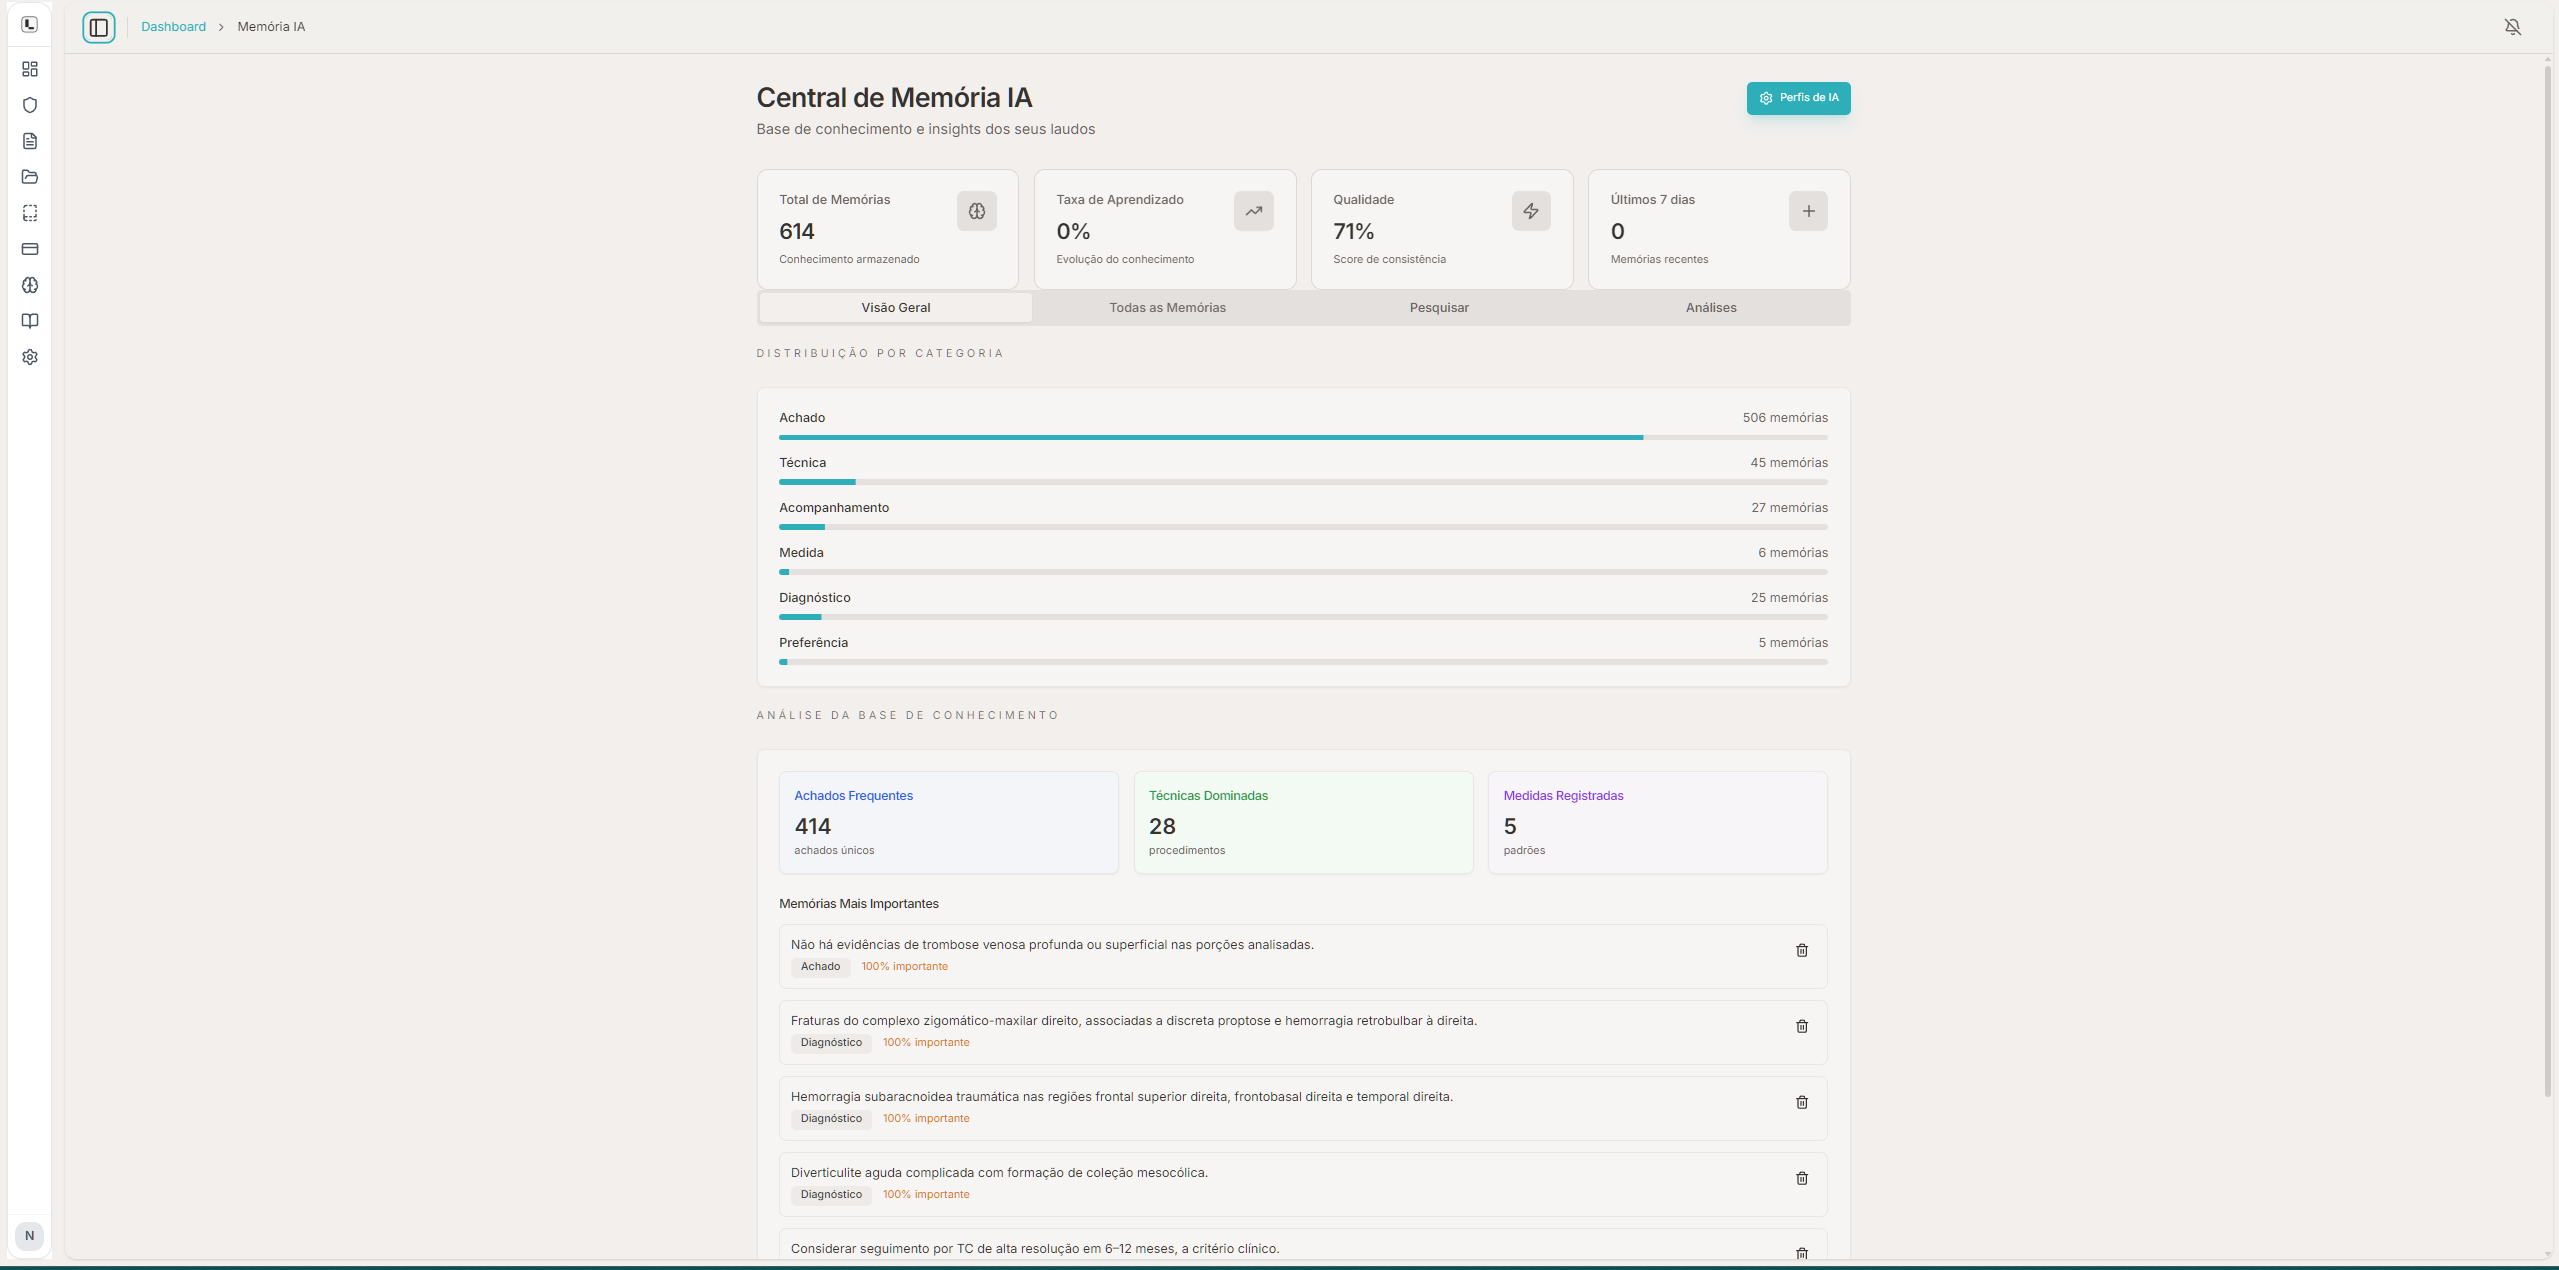 Dashboard > Memória IA
Central de Memória IA
Perfis de IA
Base de conhecimento e insights dos seus laudos
Total de Memórias
614
Conhecimento armazenado
Taxa de Aprendizado
0%
Evolução do conhecimento
Qualidade
71%
Score de consistência
Últimos 7 dias
0
Memórias recentes
Visão Geral
Todas as Memórias
Pesquisar
Análises
DISTRIBUIÇÃO POR CATEGORIA
Achado
506 memórias
Técnica
45 memórias
Acompanhamento
27 memórias
Medida
6 memórias
Diagnóstico
25 memórias
Preferência
5 memórias
ANÁLISE DA BASE DE CONHECIMENTO
Achados Frequentes
414
achados únicos
Técnicas Dominadas
28
procedimentos
Medidas Registradas
5
padrões
Memórias Mais Importantes
Não há evidências de trombose venosa profunda ou superficial nas porções analisadas.
Achado 100% importante
Fraturas do complexo zigomático-maxilar direito, associadas a discreta proptose e hemorragia retrobulbar à direita.
Diagnóstico 100% importante
Hemorragia subaracnoidea traumática nas regiões frontal superior direita, frontobasal direita e temporal direita.
Diagnóstico 100% importante
Diverticulite aguda complicada com formação de coleção mesocólica.
Diagnóstico 100% importante
Considerar seguimento por TC de alta resolução em 6–12 meses, a critério clínico.
N